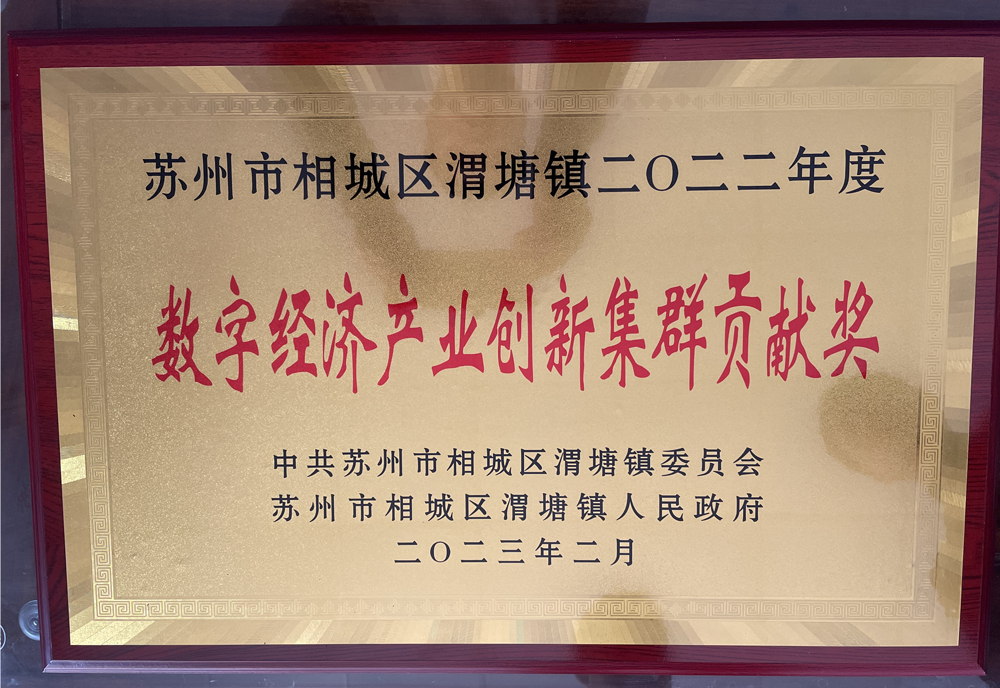 苏州市相城区渭塘镇二〇二二年度
数字经济产业创新集群贡献奖
中共苏州市相城区渭塘镇委员会
苏州市相城区渭塘镇人民政府
二〇二三年二月